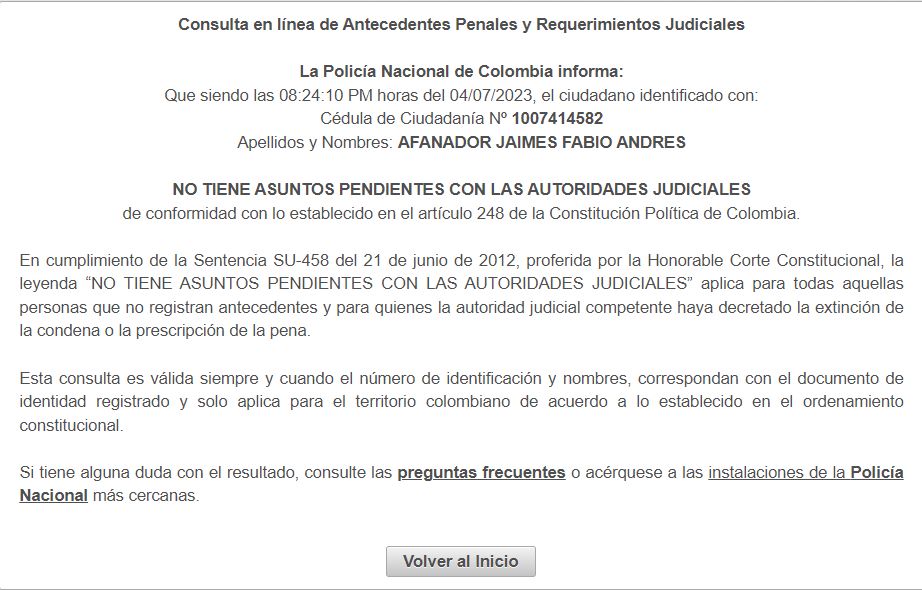 Consulta en línea de Antecedentes Penales y Requerimientos Judiciales
La Policía Nacional de Colombia informa:
Que siendo las 08:24:10 PM horas del 04/07/2023, el ciudadano identificado con:
Cédula de Ciudadanía Nº 1007414582
Apellidos y Nombres: AFANADOR JAIMES FABIO ANDRES
NO TIENE ASUNTOS PENDIENTES CON LAS AUTORIDADES JUDICIALES
de conformidad con lo establecido en el artículo 248 de la Constitución Política de Colombia.
En cumplimiento de la Sentencia SU-458 del 21 de junio de 2012, proferida por la Honorable Corte Constitucional, la
leyenda “NO TIENE ASUNTOS PENDIENTES CON LAS AUTORIDADES JUDICIALES” aplica para todas aquellas
personas que no registran antecedentes y para quienes la autoridad judicial competente haya decretado la extinción de
la condena o la prescripción de la pena.
Esta consulta es válida siempre y cuando el número de identificación y nombres, correspondan con el documento de
identidad registrado y solo aplica para el territorio colombiano de acuerdo a lo establecido en el ordenamiento
constitucional.
Si tiene alguna duda con el resultado, consulte las preguntas frecuentes o acérquese a las instalaciones de la Policía
Nacional más cercanas.
Volver al Inicio